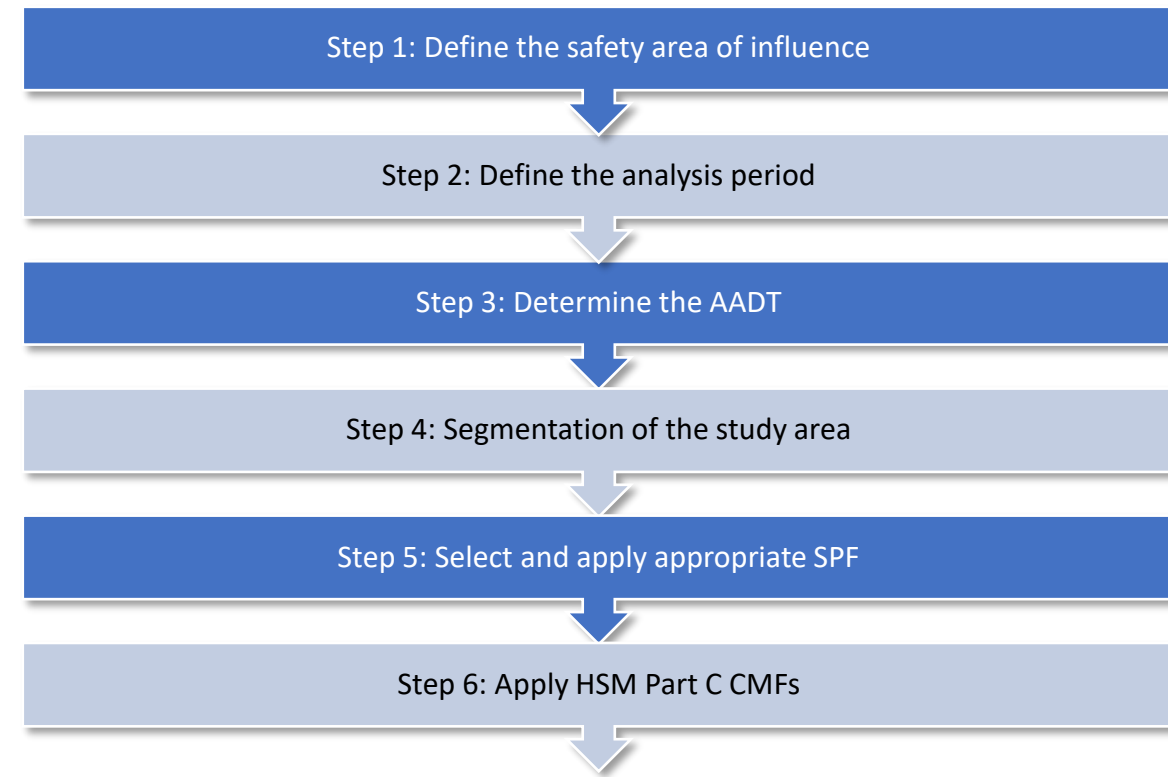 Step 1: Define the safety area of influence
Step 2: Define the analysis period
Step 3: Determine the AADT
Step 4: Segmentation of the study area
Step 5: Select and apply appropriate SPF
Step 6: Apply HSM Part C CMFs